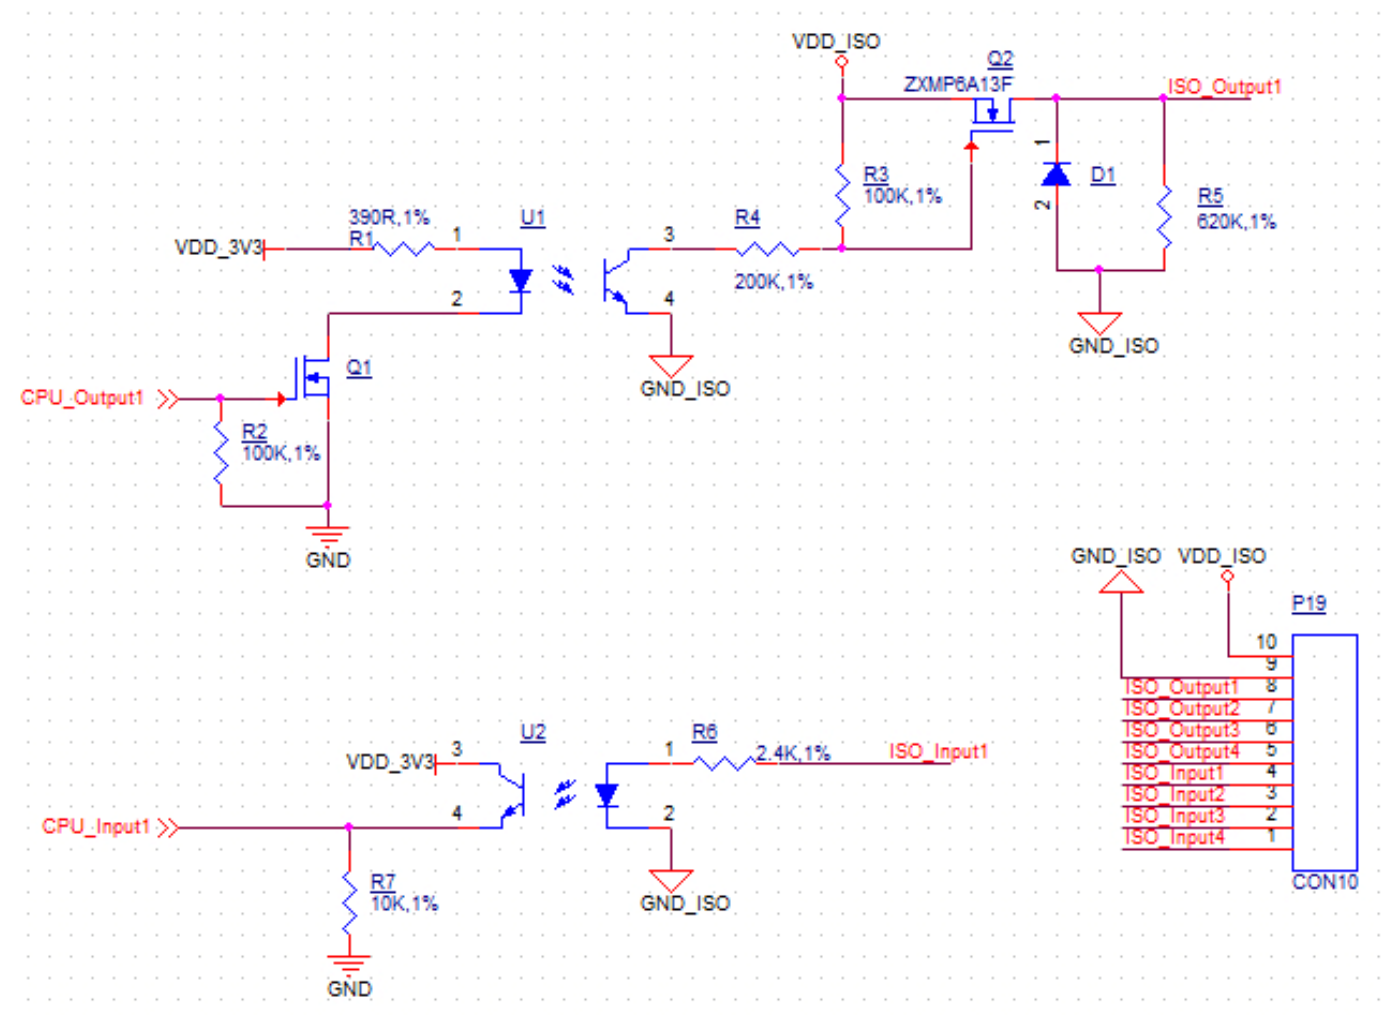 VDD_ISO
Q2
ZXMP6A13F
ISO_Output1
1
D1
2
R3
100K,1%
R5
620K,1%
390R,1%
R1
VDD_3V3
1
U1
3
R4
200K,1%
2
4
GND_ISO
GND_ISO
Q1
CPU_Output1
R2
100K,1%
GND
GND_ISO
VDD_ISO
P19
10
9
ISO_Output1 8
ISO_Output2 7
ISO_Output3 6
ISO_Output4 5
ISO_Input1 4
ISO_Input2 3
ISO_Input3 2
ISO_Input4 1
CON10
U2
VDD_3V3
3
1
R6
2.4K,1%
ISO_Input1
4
2
CPU_Input1
R7
10K,1%
GND_ISO
GND